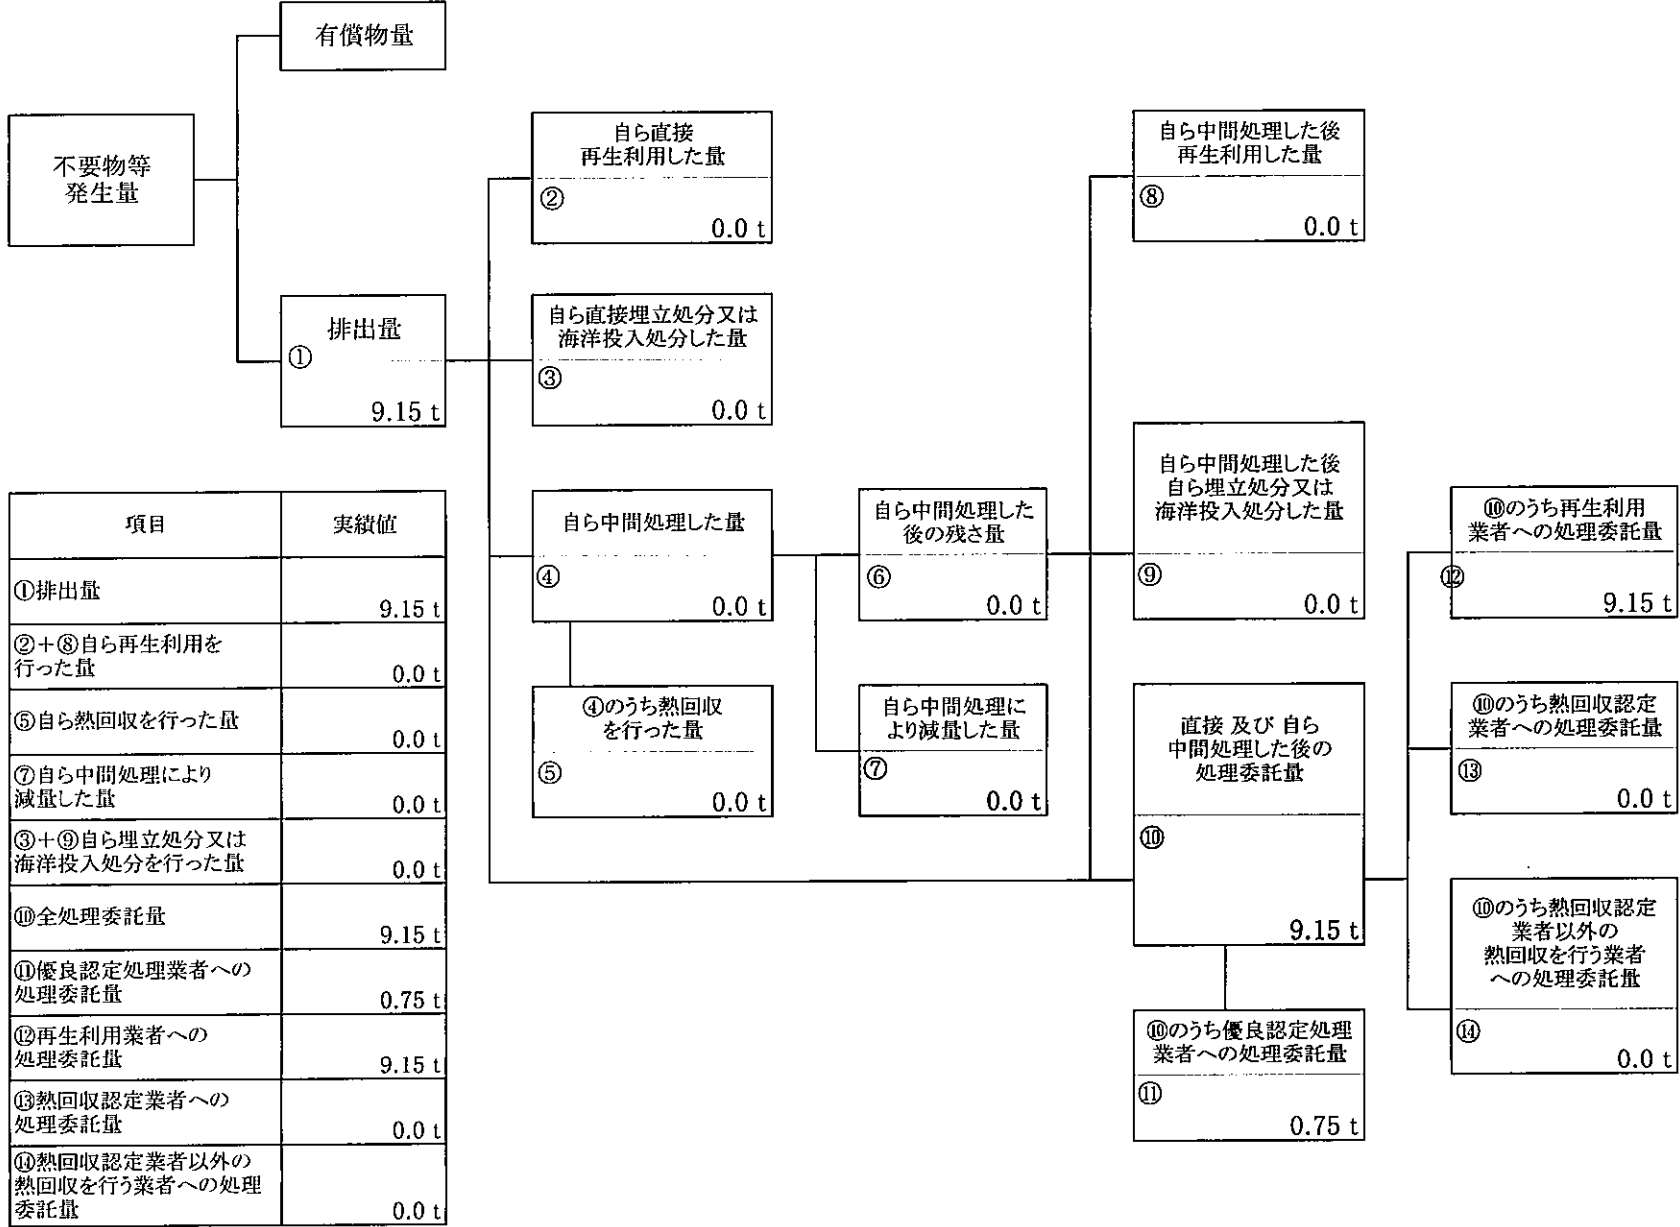 有償物量
不要物等
発生量
排出量
①
9.15 t
自ら直接
再生利用した量
②
0.0 t
自ら直接埋立処分又は
海洋投入処分した量
③
0.0 t
自ら中間処理した量
④
0.0 t
④のうち熱回収
を行った量
⑤
0.0 t
自ら中間処理した
後の残さ量
⑥
0.0 t
自ら中間処理に
より減量した量
⑦
0.0 t
自ら中間処理した後
再生利用した量
⑧
0.0 t
自ら中間処理した後
自ら埋立処分又は
海洋投入処分した量
⑨
0.0 t
直接 及び 自ら
中間処理した後の
処理委託量
⑩
9.15 t
⑩のうち優良認定処理
業者への処理委託量
⑪
0.75 t
⑩のうち再生利用
業者への処理委託量
⑫
9.15 t
⑩のうち熱回収認定
業者への処理委託量
⑬
0.0 t
⑩のうち熱回収認定
業者以外の
熱回収を行う業者
への処理委託量
⑭
0.0 t
項目 実績値
①排出量
9.15 t
②+⑧自ら再生利用を
行った量
0.0 t
⑤自ら熱回収を行った量
0.0 t
⑦自ら中間処理により
減量した量
0.0 t
③+⑨自ら埋立処分又は
海洋投入処分を行った量
0.0 t
⑩全処理委託量
9.15 t
⑪優良認定処理業者への
処理委託量
0.75 t
⑫再生利用業者への
処理委託量
9.15 t
⑬熱回収認定業者への
処理委託量
0.0 t
⑭熱回収認定業者以外の
熱回収を行う業者への処理
委託量
0.0 t